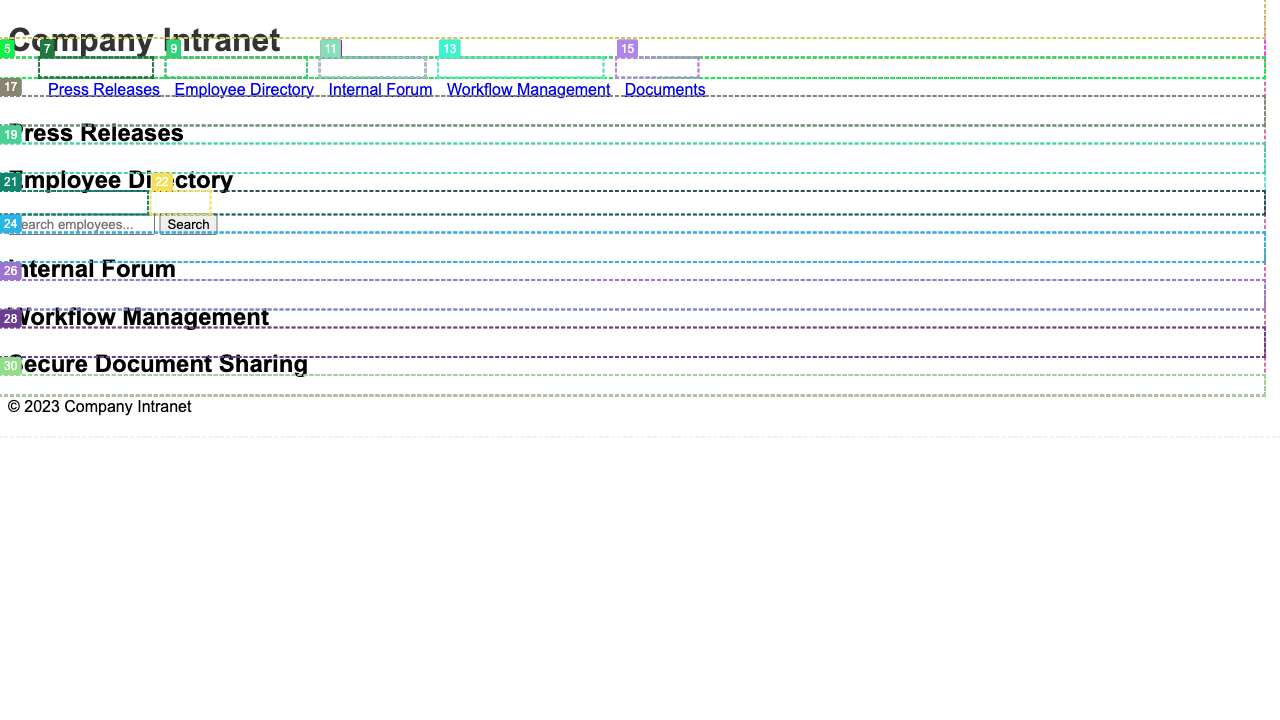 Company Intranet
5 7 9 11 13 15
17 Press Releases Employee Directory Internal Forum Workflow Management Documents
19 Press Releases
Employee Directory
21 22
24 Search employees... Search
26 Internal Forum
28 Workflow Management
30 Secure Document Sharing
© 2023 Company Intranet